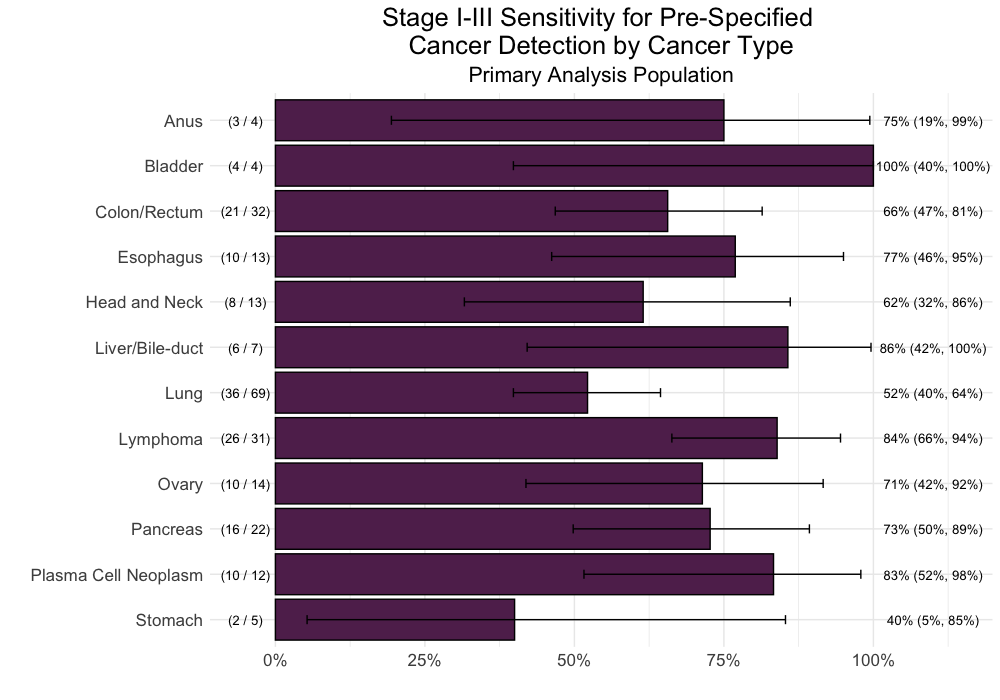 Stage I-III Sensitivity for Pre-Specified
Cancer Detection by Cancer Type
Primary Analysis Population
Anus (3 / 4) 75% (19%, 99%)
Bladder (4 / 4) 100% (40%, 100%)
Colon/Rectum (21 / 32) 66% (47%, 81%)
Esophagus (10 / 13) 77% (46%, 95%)
Head and Neck (8 / 13) 62% (32%, 86%)
Liver/Bile-duct (6 / 7) 86% (42%, 100%)
Lung (36 / 69) 52% (40%, 64%)
Lymphoma (26 / 31) 84% (66%, 94%)
Ovary (10 / 14) 71% (42%, 92%)
Pancreas (16 / 22) 73% (50%, 89%)
Plasma Cell Neoplasm (10 / 12) 83% (52%, 98%)
Stomach (2 / 5) 40% (5%, 85%)
0% 25% 50% 75% 100%